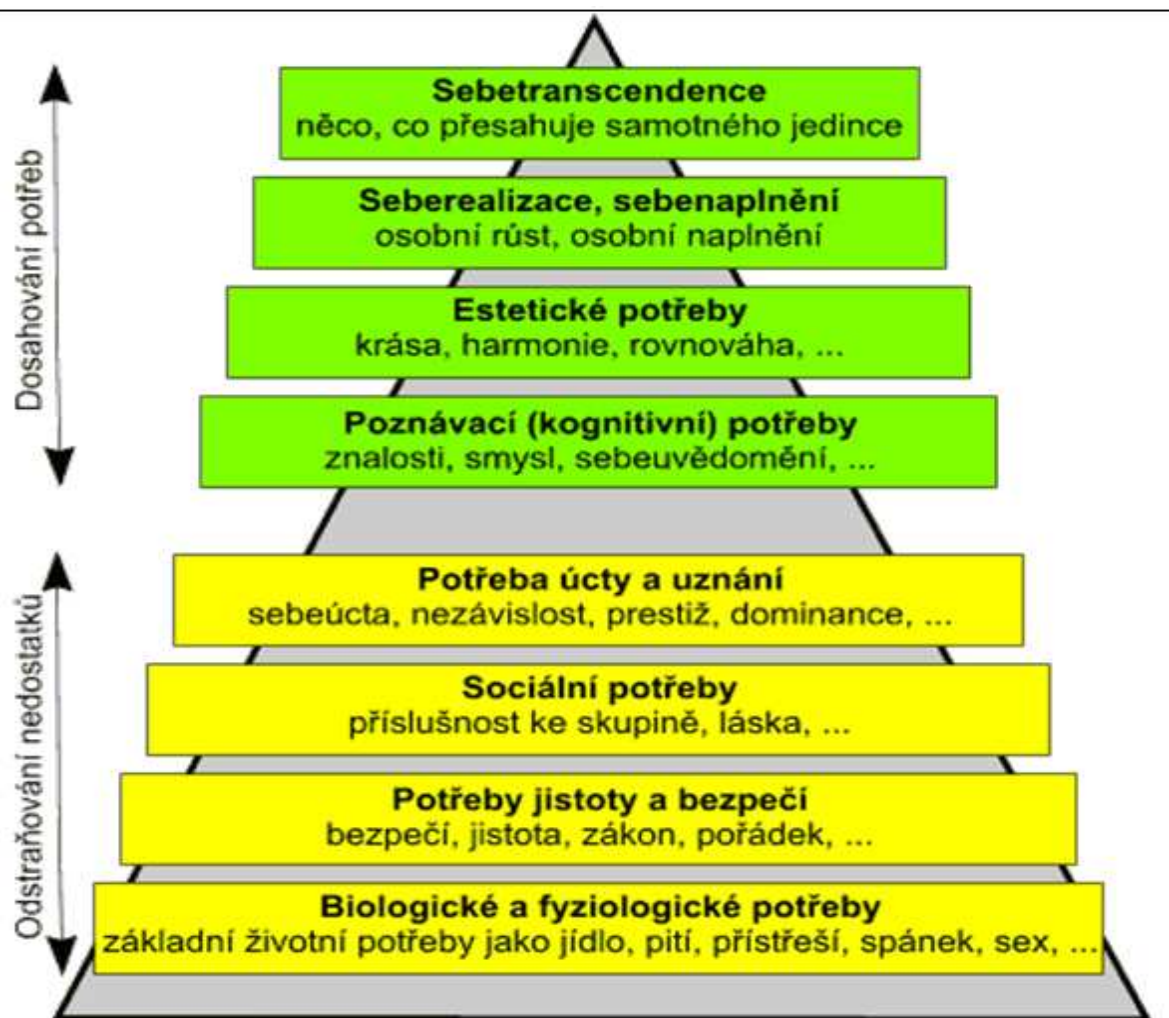 Sebetranscendence
něco, co přesahuje samotného jedince
Seberealizace, sebenaplnění
osobní růst, osobní naplnění
Estetické potřeby
krása, harmonie, rovnováha, ...
Poznávací (kognitivní) potřeby
znalosti, smysl, sebeuvědomění, ...
Dosahování potřeb
Potřeba úcty a uznání
sebeúcta, nezávislost, prestiž, dominance, ...
Sociální potřeby
příslušnost ke skupině, láska, ...
Potřeby jistoty a bezpečí
bezpečí, jistota, zákon, pořádek, ...
Biologické a fyziologické potřeby
základní životní potřeby jako jídlo, pití, přístřeší, spánek, sex, ...
Odstraňování nedostatků